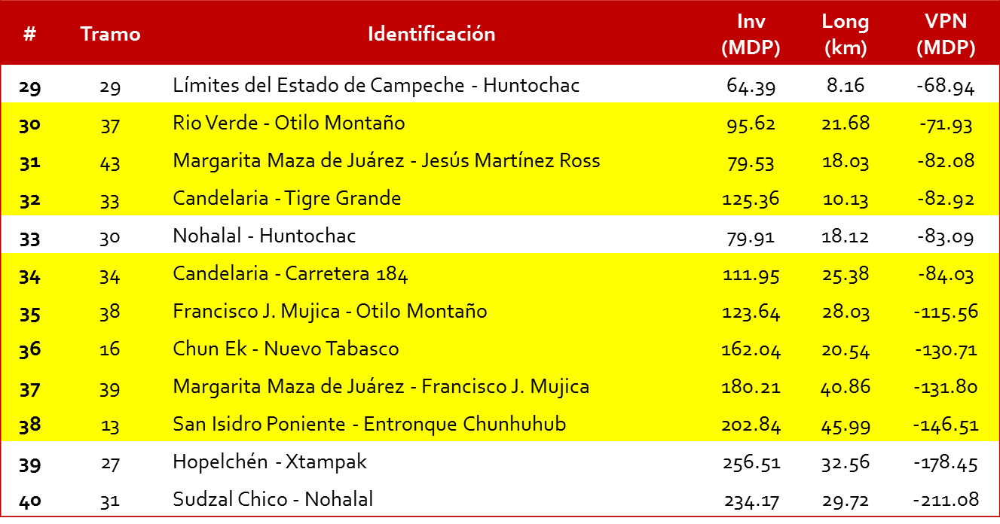 # Tramo Identificación Inv (MDP) Long (km) VPN (MDP)
29 29 Límites del Estado de Campeche - Huntochac 64.39 8.16 -68.94
30 37 Rio Verde - Otilo Montaño 95.62 21.68 -71.93
31 43 Margarita Maza de Juárez - Jesús Martínez Ross 79.53 18.03 -82.08
32 33 Candelaria - Tigre Grande 125.36 10.13 -82.92
33 30 Nohalal - Huntochac 79.91 18.12 -83.09
34 34 Candelaria - Carretera 184 111.95 25.38 -84.03
35 38 Francisco J. Mujica - Otilo Montaño 123.64 28.03 -115.56
36 16 Chun Ek - Nuevo Tabasco 162.04 20.54 -130.71
37 39 Margarita Maza de Juárez - Francisco J. Mujica 180.21 40.86 -131.80
38 13 San Isidro Poniente - Entronque Chunhuhub 202.84 45.99 -146.51
39 27 Hopelchén - Xtampak 256.51 32.56 -178.45
40 31 Sudzal Chico - Nohalal 234.17 29.72 -211.08